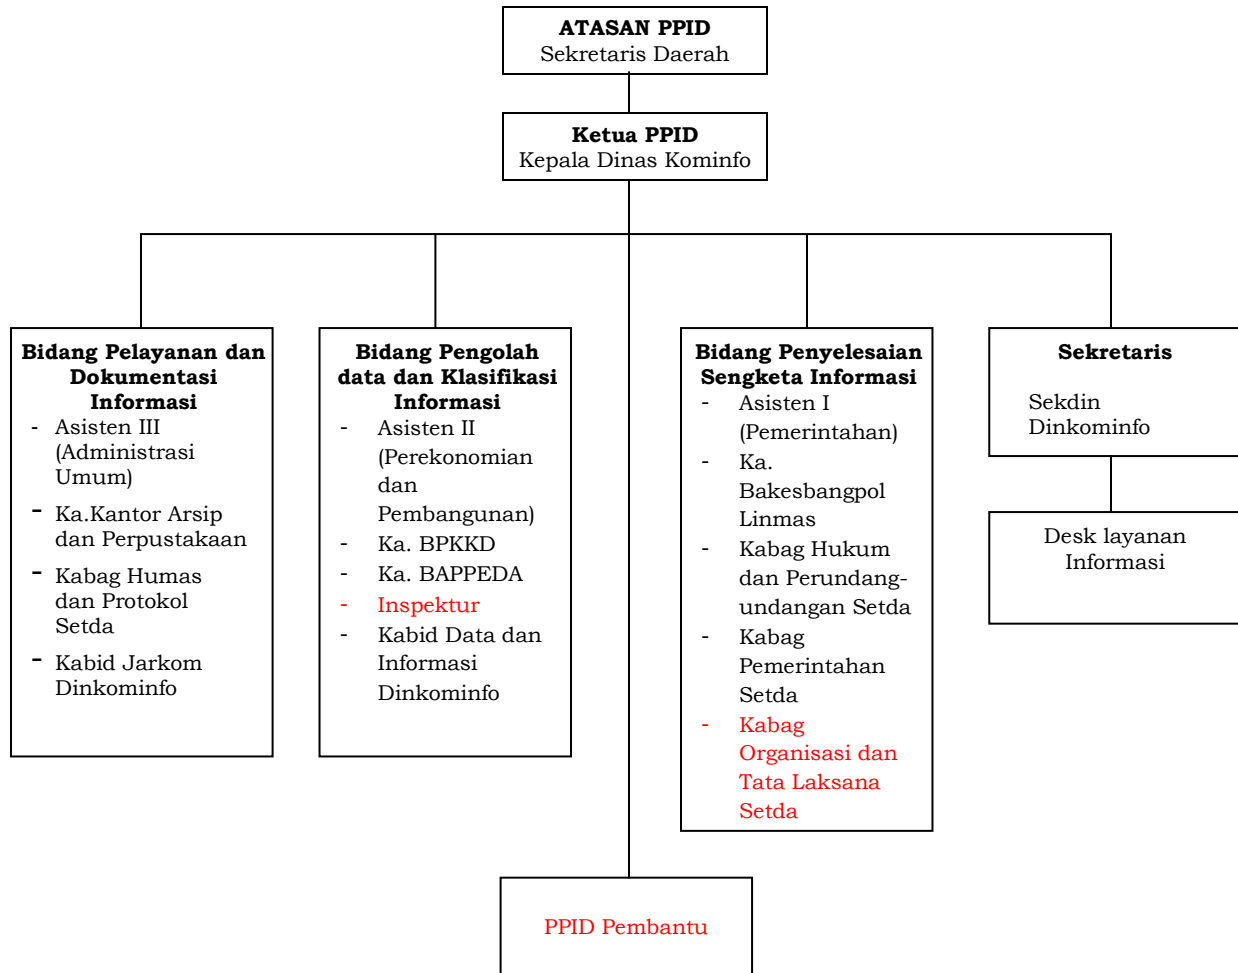 ATASAN PPID
Sekretaris Daerah
Ketua PPID
Kepala Dinas Kominfo
Bidang Pelayanan dan
Dokumentasi
Informasi
- Asisten III
(Administrasi
Umum)
- Ka.Kantor Arsip
dan Perpustakaan
- Kabag Humas
dan Protokol
Setda
- Kabid Jarkom
Dinkominfo
Bidang Pengolah
data dan Klasifikasi
Informasi
- Asisten II
(Perekonomian
dan
Pembangunan)
- Ka. BPKKD
- Ka. BAPPEDA
- Inspektur
- Kabid Data dan
Informasi
Dinkominfo
Bidang Penyelesaian
Sengketa Informasi
- Asisten I
(Pemerintahan)
- Ka.
Bakesbangpol
Linmas
- Kabag Hukum
dan Perundang-
undangan Setda
- Kabag
Pemerintahan
Setda
- Kabag
Organisasi dan
Tata Laksana
Setda
Sekretaris
Sekdin
Dinkominfo
Desk layanan
Informasi
PPID Pembantu